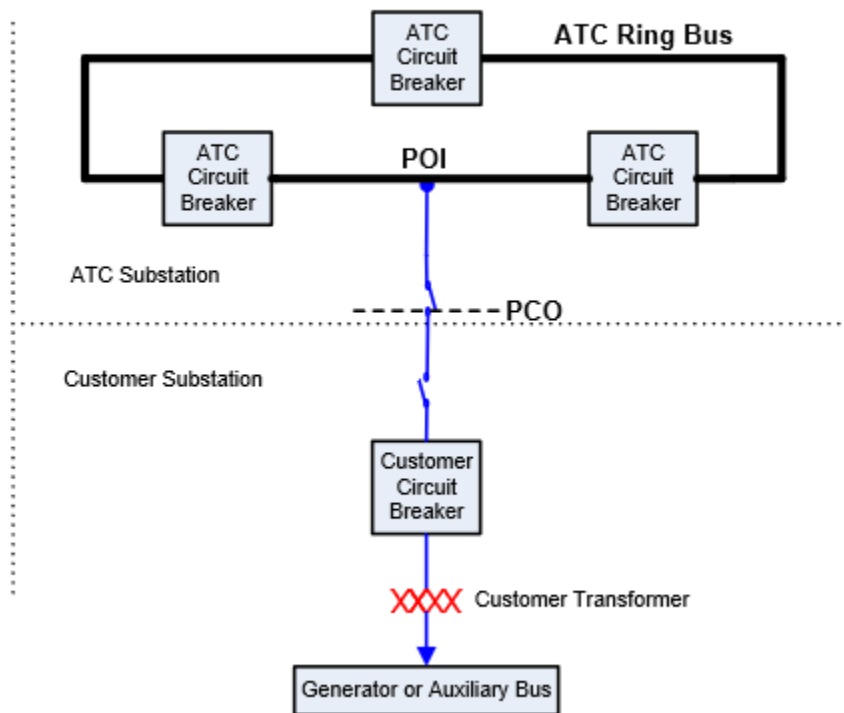 ATC
Circuit
Breaker
ATC Ring Bus
ATC
Circuit
Breaker
POI
ATC
Circuit
Breaker
ATC Substation
PCO
Customer Substation
Customer
Circuit
Breaker
XXXX
Customer Transformer
Generator or Auxiliary Bus